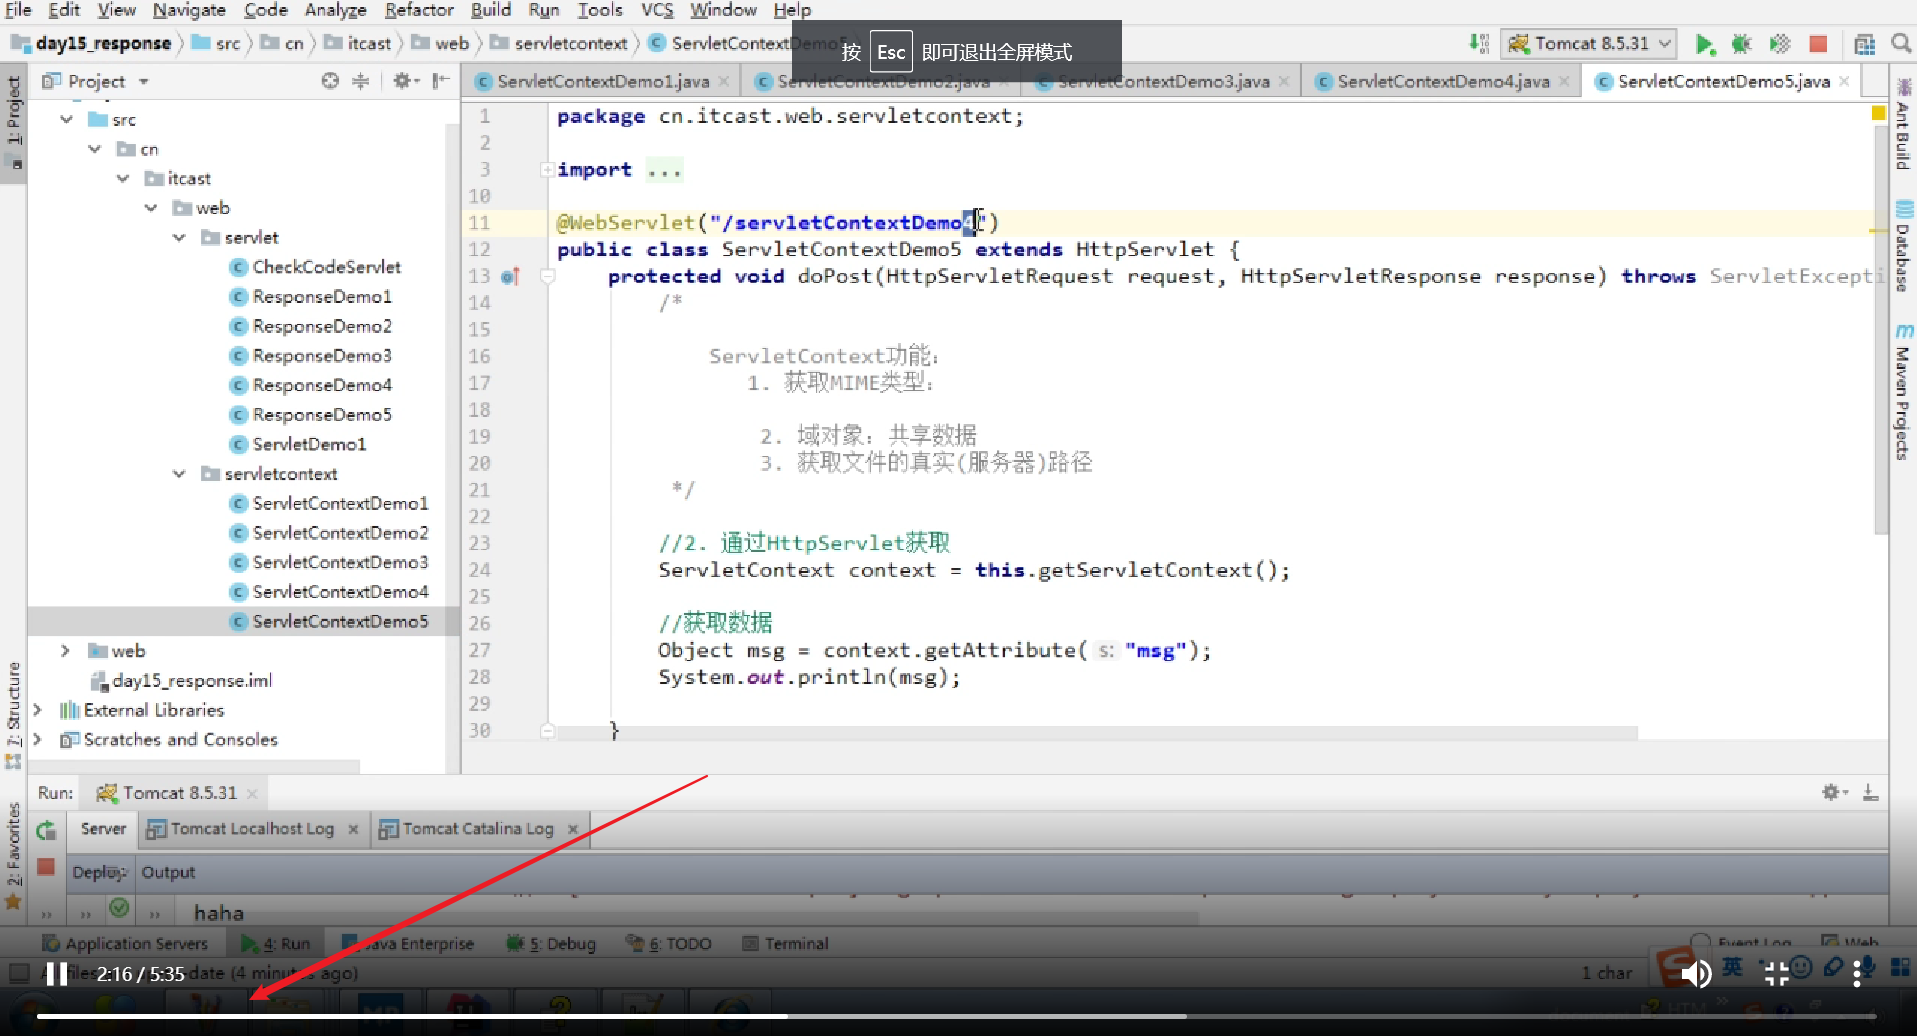 File Edit View Navigate Code Analyze Refactor Build Run Tools VCS Window Help
day15_response src cn itcast web servletcontext ServletContextDemo5 Tomcat 8.5.31
按 Esc 即可退出全屏模式
Project
ServletContextDemo1.java ServletContextDemo2.java ServletContextDemo3.java ServletContextDemo4.java ServletContextDemo5.java
1: Project
7: Structure
2: Favorites
src
cn
itcast
web
servlet
CheckCodeServlet
ResponseDemo1
ResponseDemo2
ResponseDemo3
ResponseDemo4
ResponseDemo5
ServletDemo1
servletcontext
ServletContextDemo1
ServletContextDemo2
ServletContextDemo3
ServletContextDemo4
ServletContextDemo5
web
day15_response.iml
External Libraries
Scratches and Consoles
1 package cn.itcast.web.servletcontext;
2
3 import ...
10
11 @WebServlet("/servletContextDemo4")
12 public class ServletContextDemo5 extends HttpServlet {
13 protected void doPost(HttpServletRequest request, HttpServletResponse response) throws ServletExcepti
14 /*
15
16 ServletContext功能：
17 1. 获取MIME类型：
18
19 2. 域对象：共享数据
20 3. 获取文件的真实(服务器)路径
21 */
22
23 //2. 通过HttpServlet获取
24 ServletContext context = this.getServletContext();
25
26 //获取数据
27 Object msg = context.getAttribute( s: "msg");
28 System.out.println(msg);
29
30 }
Ant Build
Database
Maven Projects
Run: Tomcat 8.5.31
Server Tomcat Localhost Log Tomcat Catalina Log
Output
haha
Application Servers 4: Run Java Enterprise 5: Debug 6: TODO Terminal Event Log Web
2:16 / 5:35
date (4 minutes ago)
1 char
英